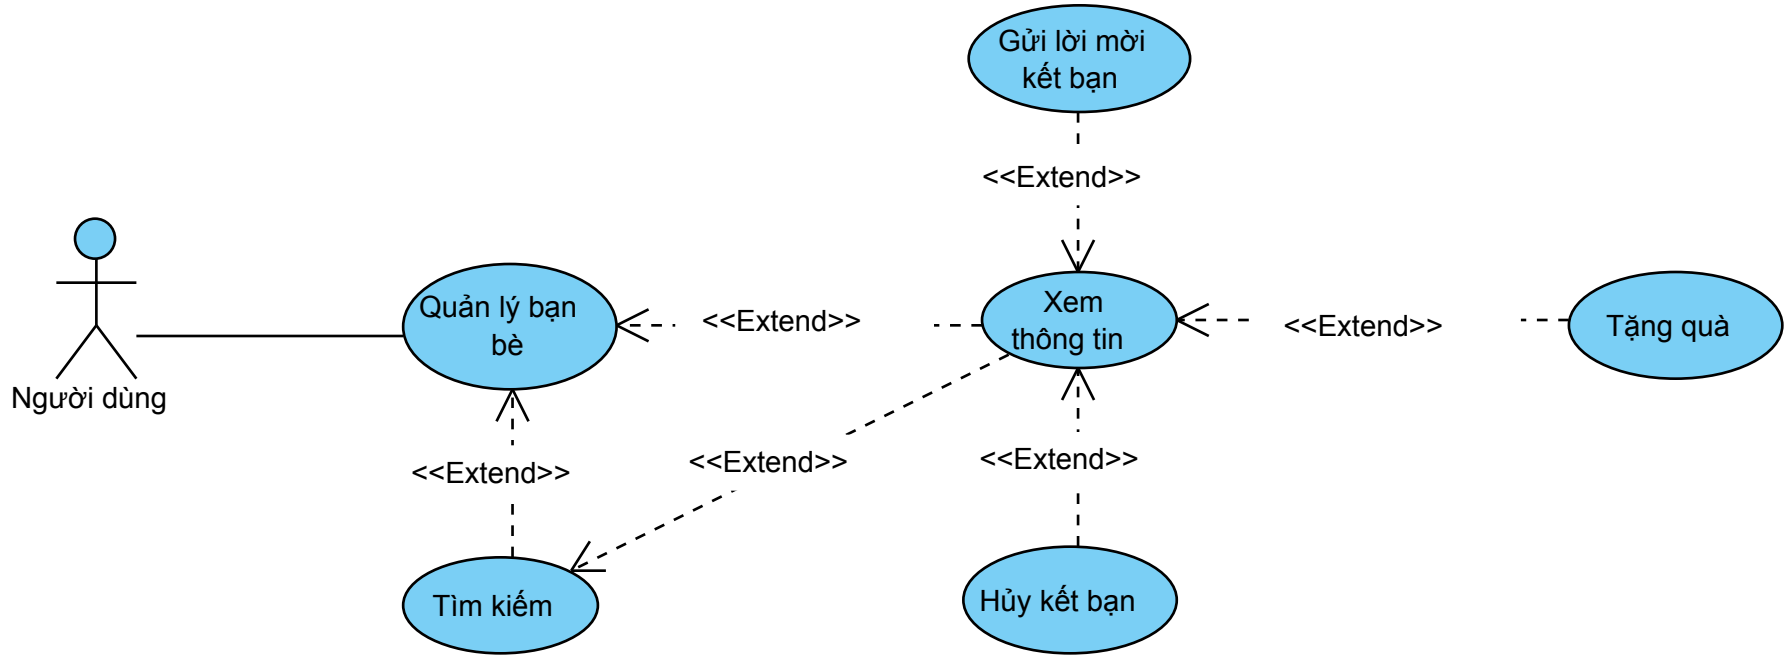 Gửi lời mời
kết bạn
<<Extend>>
Quản lý bạn
bè
<<Extend>>
Xem
thông tin
<<Extend>>
Tặng quà
Người dùng
<<Extend>>
<<Extend>>
<<Extend>>
Tìm kiếm
Hủy kết bạn